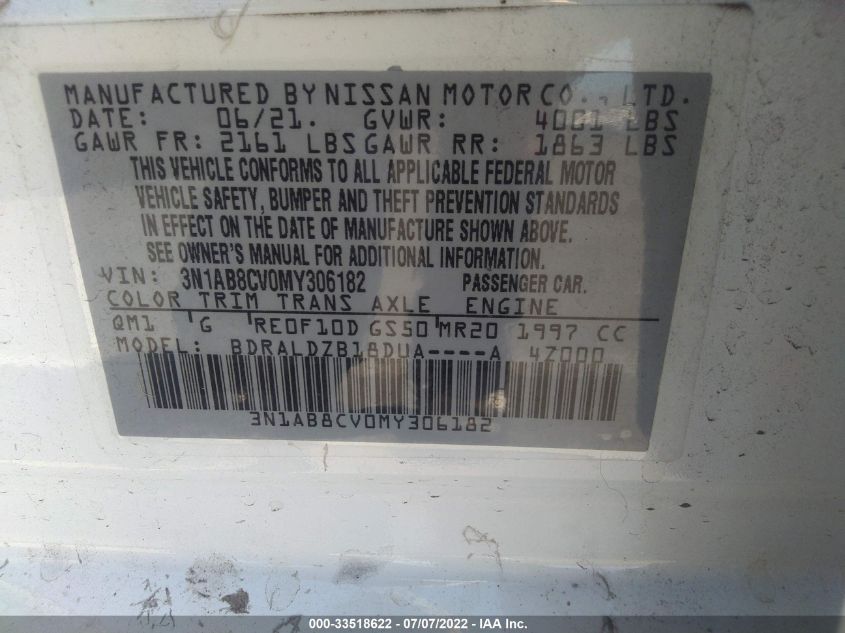 MANUFACTURED BY NISSAN MOTOR CO., LTD.
DATE: 06/21. GVWR: 4001 LBS
GAWR FR: 2161 LBS GAWR RR: 1863 LBS
THIS VEHICLE CONFORMS TO ALL APPLICABLE FEDERAL MOTOR
VEHICLE SAFETY, BUMPER AND THEFT PREVENTION STANDARDS
IN EFFECT ON THE DATE OF MANUFACTURE SHOWN ABOVE.
SEE OWNER'S MANUAL FOR ADDITIONAL INFORMATION.
VIN: 3N1AB8CV0MY306182 PASSENGER CAR.
COLOR TRIM TRANS AXLE ENGINE
QM1 G RE0F10D GS50 MR20 1997 CC
MODEL: BDRALDZB18DUA----A 4Z000
3N1AB8CV0MY306182
000-33518622 - 07/07/2022 - IAAI Inc.